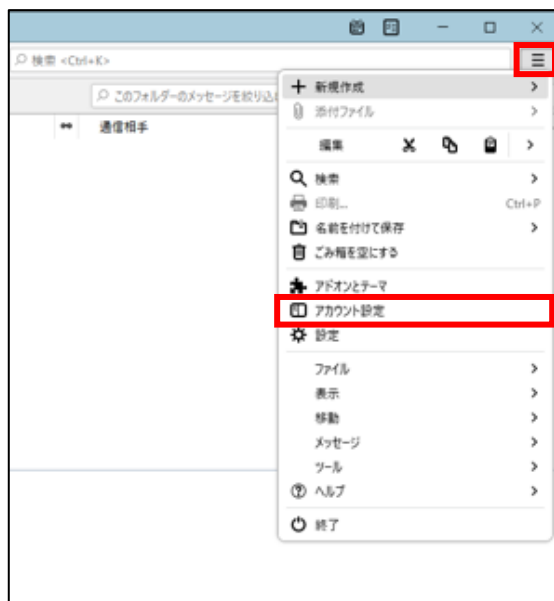 検索 <Ctrl+K>
このフォルダーのメッセージを絞り込
通信相手
新規作成
添付ファイル
編集
検索
印刷... Ctrl+P
名前を付けて保存
ごみ箱を空にする
アドオンとテーマ
アカウント設定
設定
ファイル
表示
移動
メッセージ
ツール
ヘルプ
終了